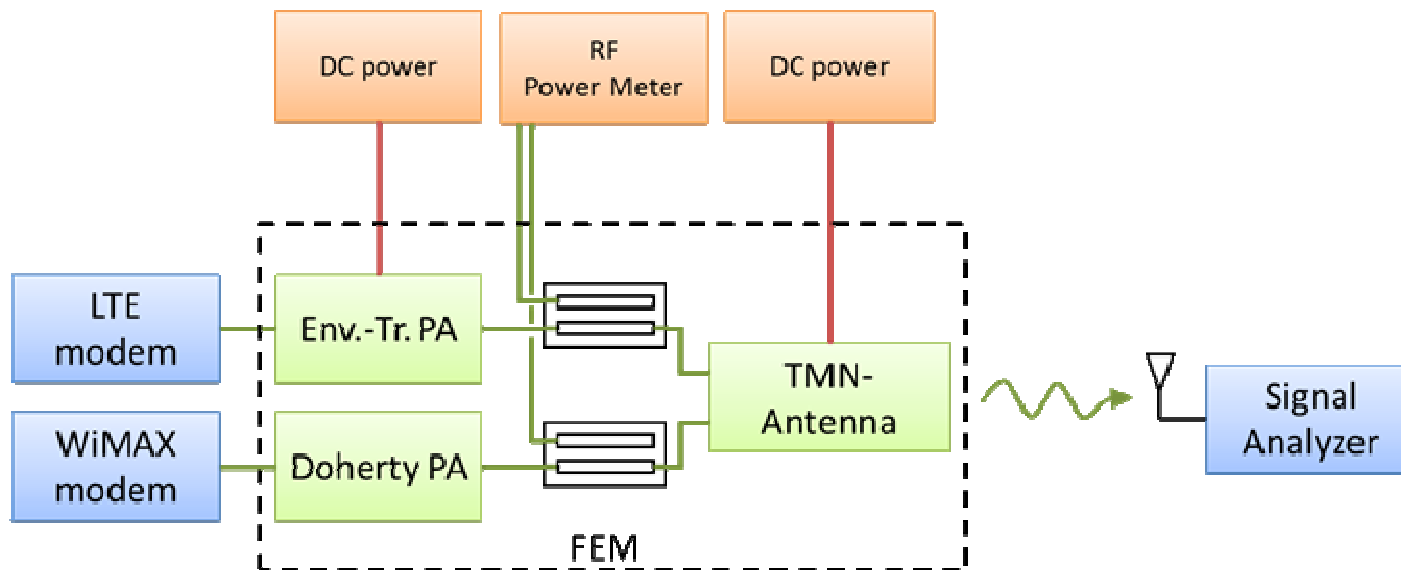 DC power
RF
Power Meter
DC power
LTE
modem
Env.-Tr. PA
TMN-
Antenna
Signal
Analyzer
WiMAX
modem
Doherty PA
FEM